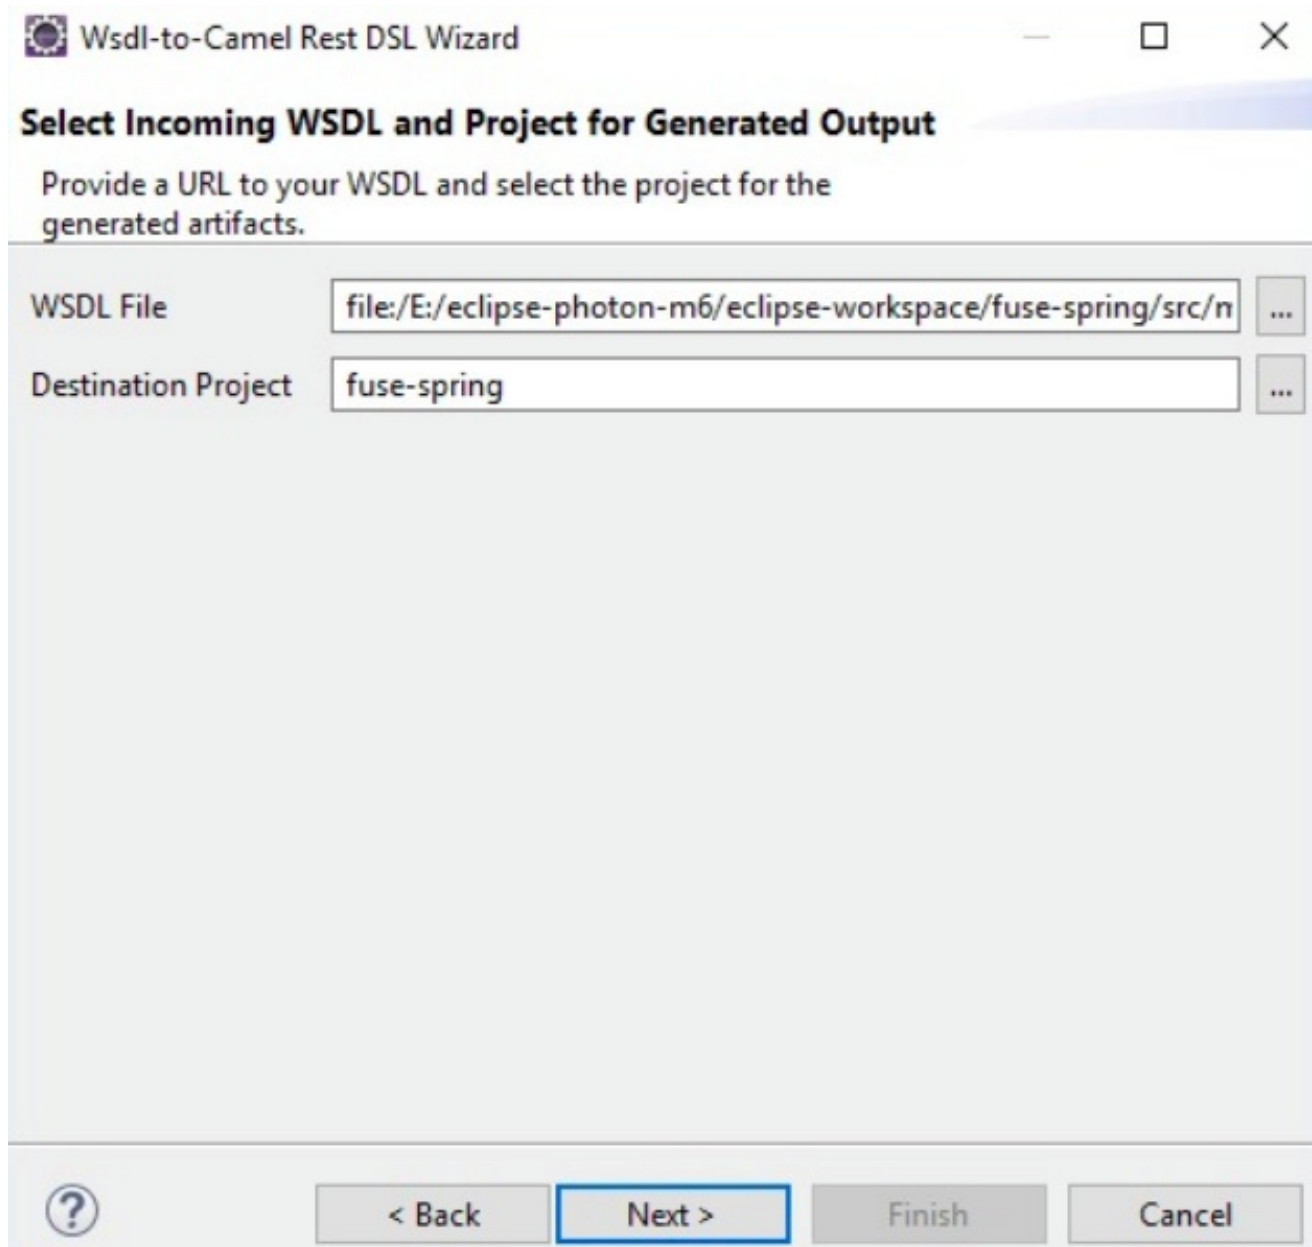 Wsdl-to-Camel Rest DSL Wizard
Select Incoming WSDL and Project for Generated Output
Provide a URL to your WSDL and select the project for the
generated artifacts.
WSDL File file:/E:/eclipse-photon-m6/eclipse-workspace/fuse-spring/src/m ...
Destination Project fuse-spring ...
? < Back Next > Finish Cancel